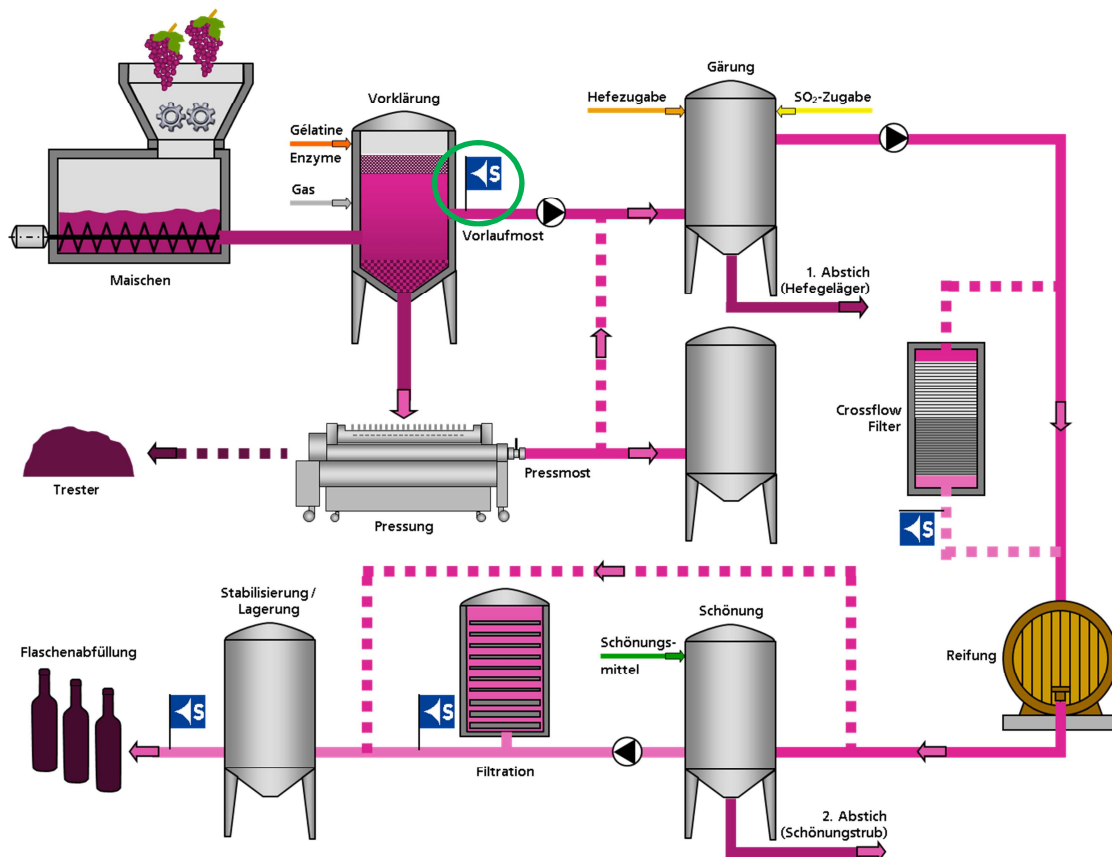 Gärung
Hefezugabe
SO₂-Zugabe
Vorklärung
Gélatine
Enzyme
Gas
S
Vorlaufmost
Maischen
1. Abstich
(Hefegeläger)
Crossflow
Filter
Pressmost
Trester
Pressung
S
Stabilisierung /
Lagerung
Schönung
Schönungs-
mittel
Flaschenabfüllung
Reifung
S
S
Filtration
2. Abstich
(Schönungstrub)